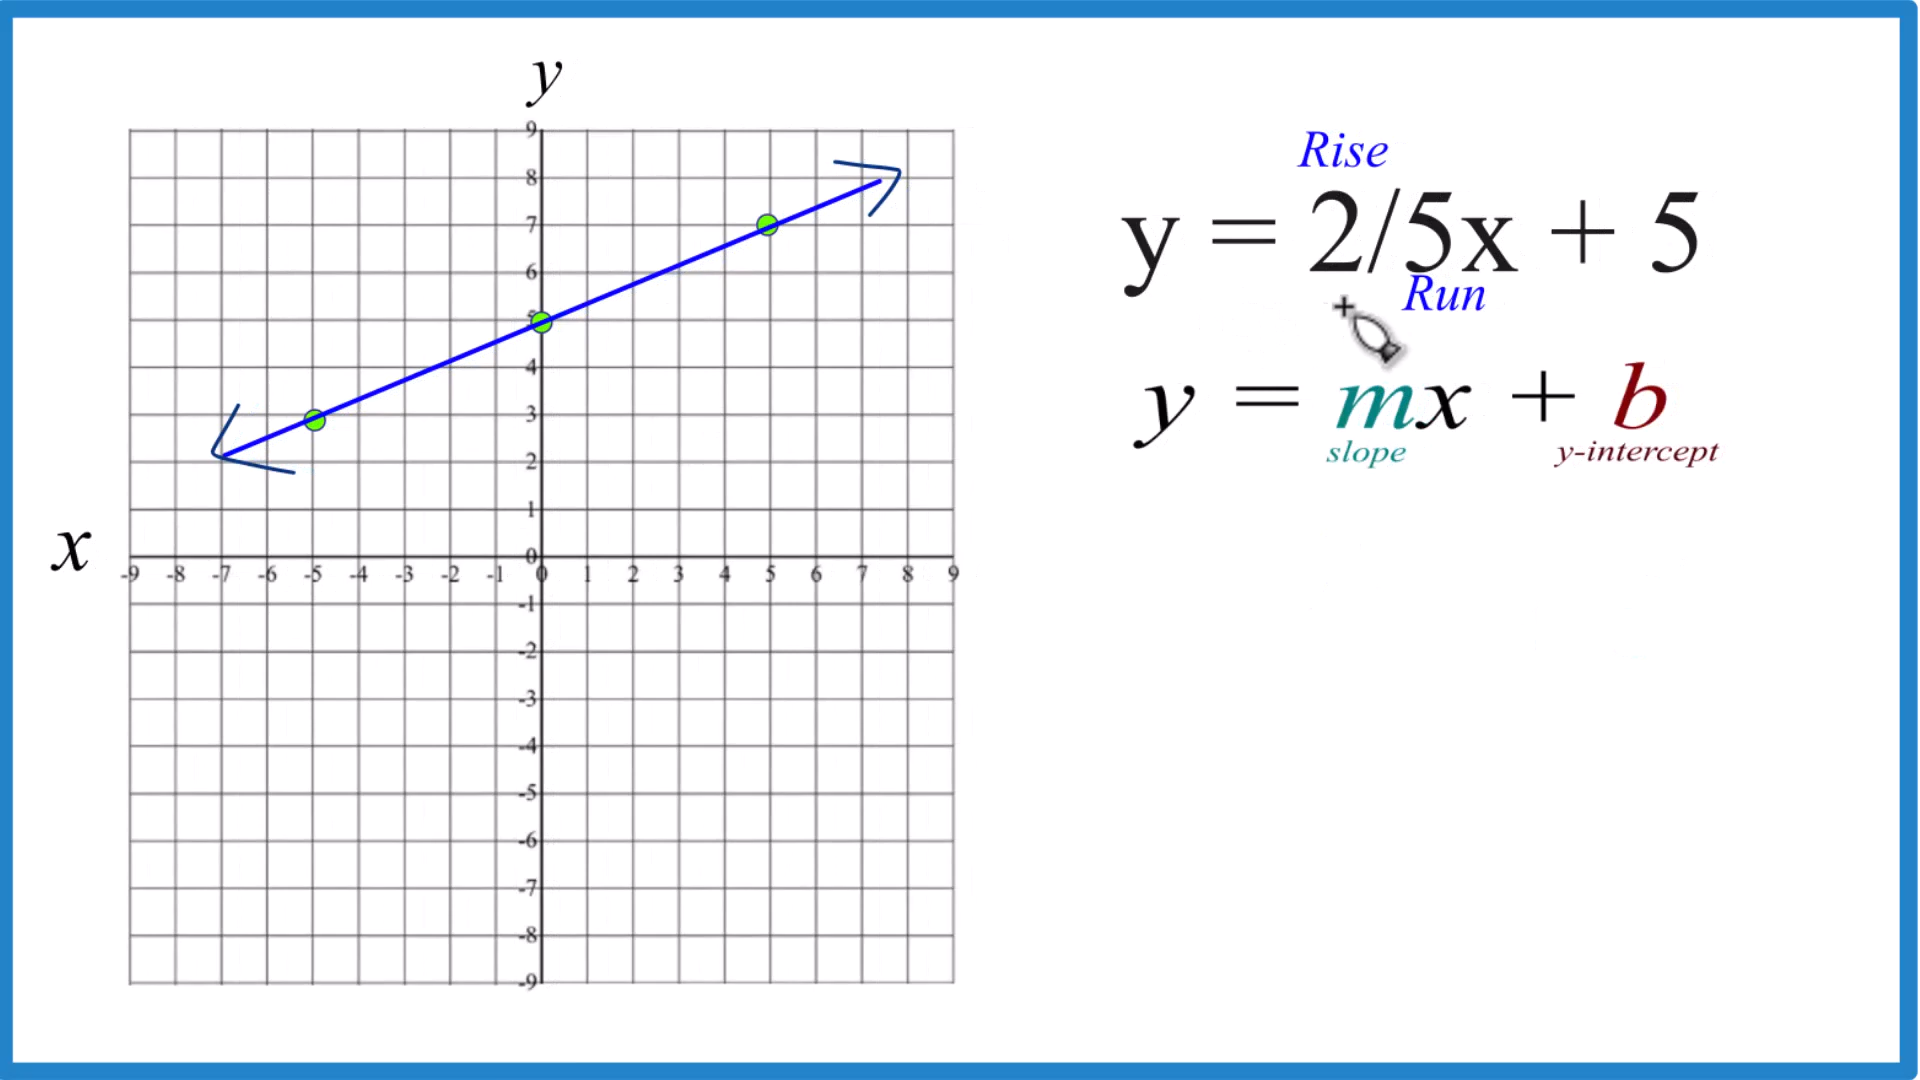 y
9
8
7
6
5
4
3
2
1
x
0
-9 -8 -7 -6 -5 -4 -3 -2 -1 0 1 2 3 4 5 6 7 8 9
-1
-2
-3
-4
-5
-6
-7
-8
-9
Rise
y = 2/5x + 5
Run
y = mx + b
slope y-intercept